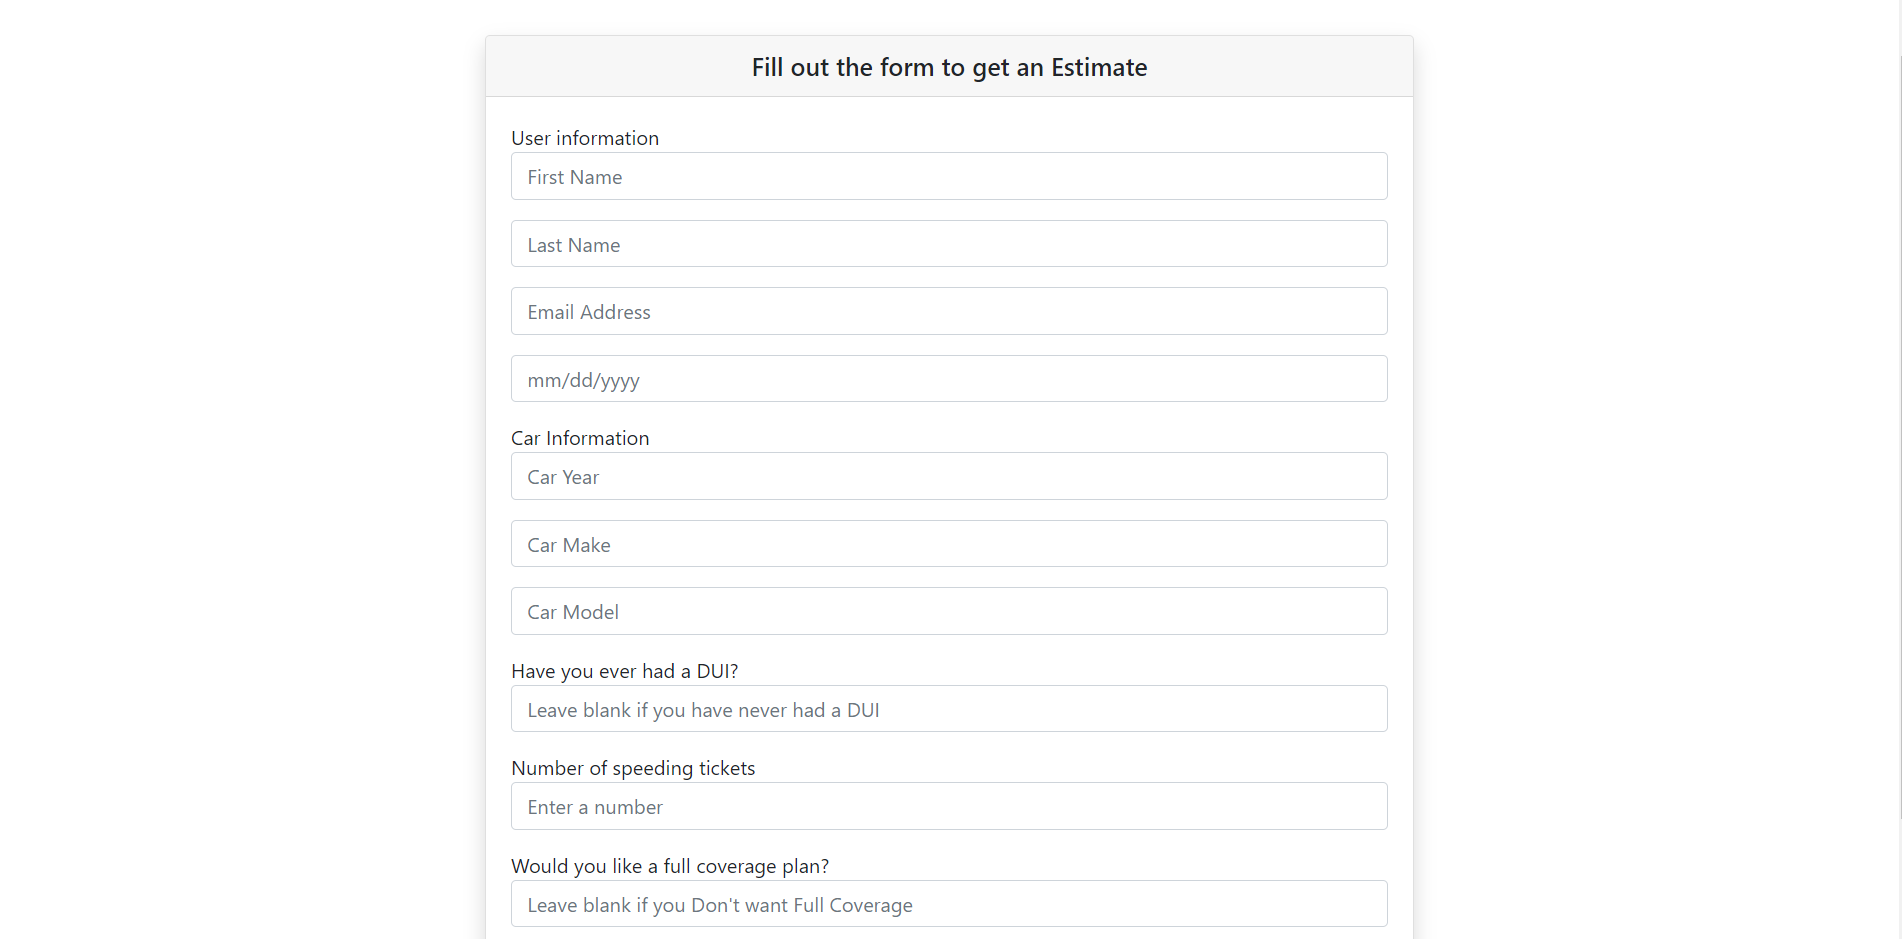 Fill out the form to get an Estimate
User information
First Name
Last Name
Email Address
mm/dd/yyyy
Car Information
Car Year
Car Make
Car Model
Have you ever had a DUI?
Leave blank if you have never had a DUI
Number of speeding tickets
Enter a number
Would you like a full coverage plan?
Leave blank if you Don't want Full Coverage